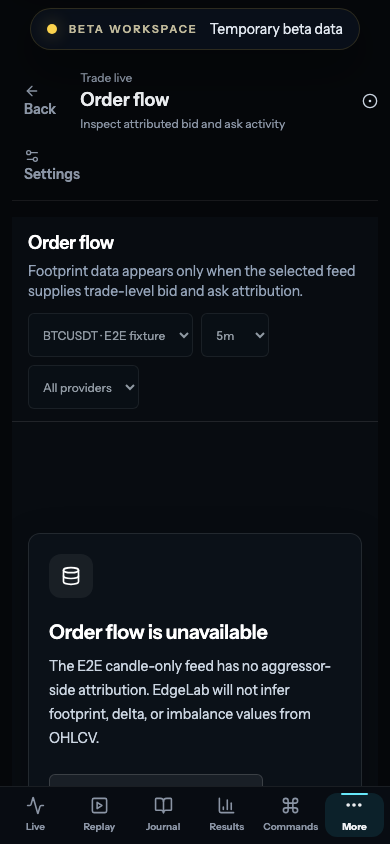 BETA WORKSPACE Temporary beta data
Trade live
Back
Order flow
Inspect attributed bid and ask activity
Settings
Order flow
Footprint data appears only when the selected feed
supplies trade-level bid and ask attribution.
BTCUSDT · E2E fixture 5m
All providers
Order flow is unavailable
The E2E candle-only feed has no aggressor-
side attribution. EdgeLab will not infer
footprint, delta, or imbalance values from
OHLCV.
Live Replay Journal Results Commands More